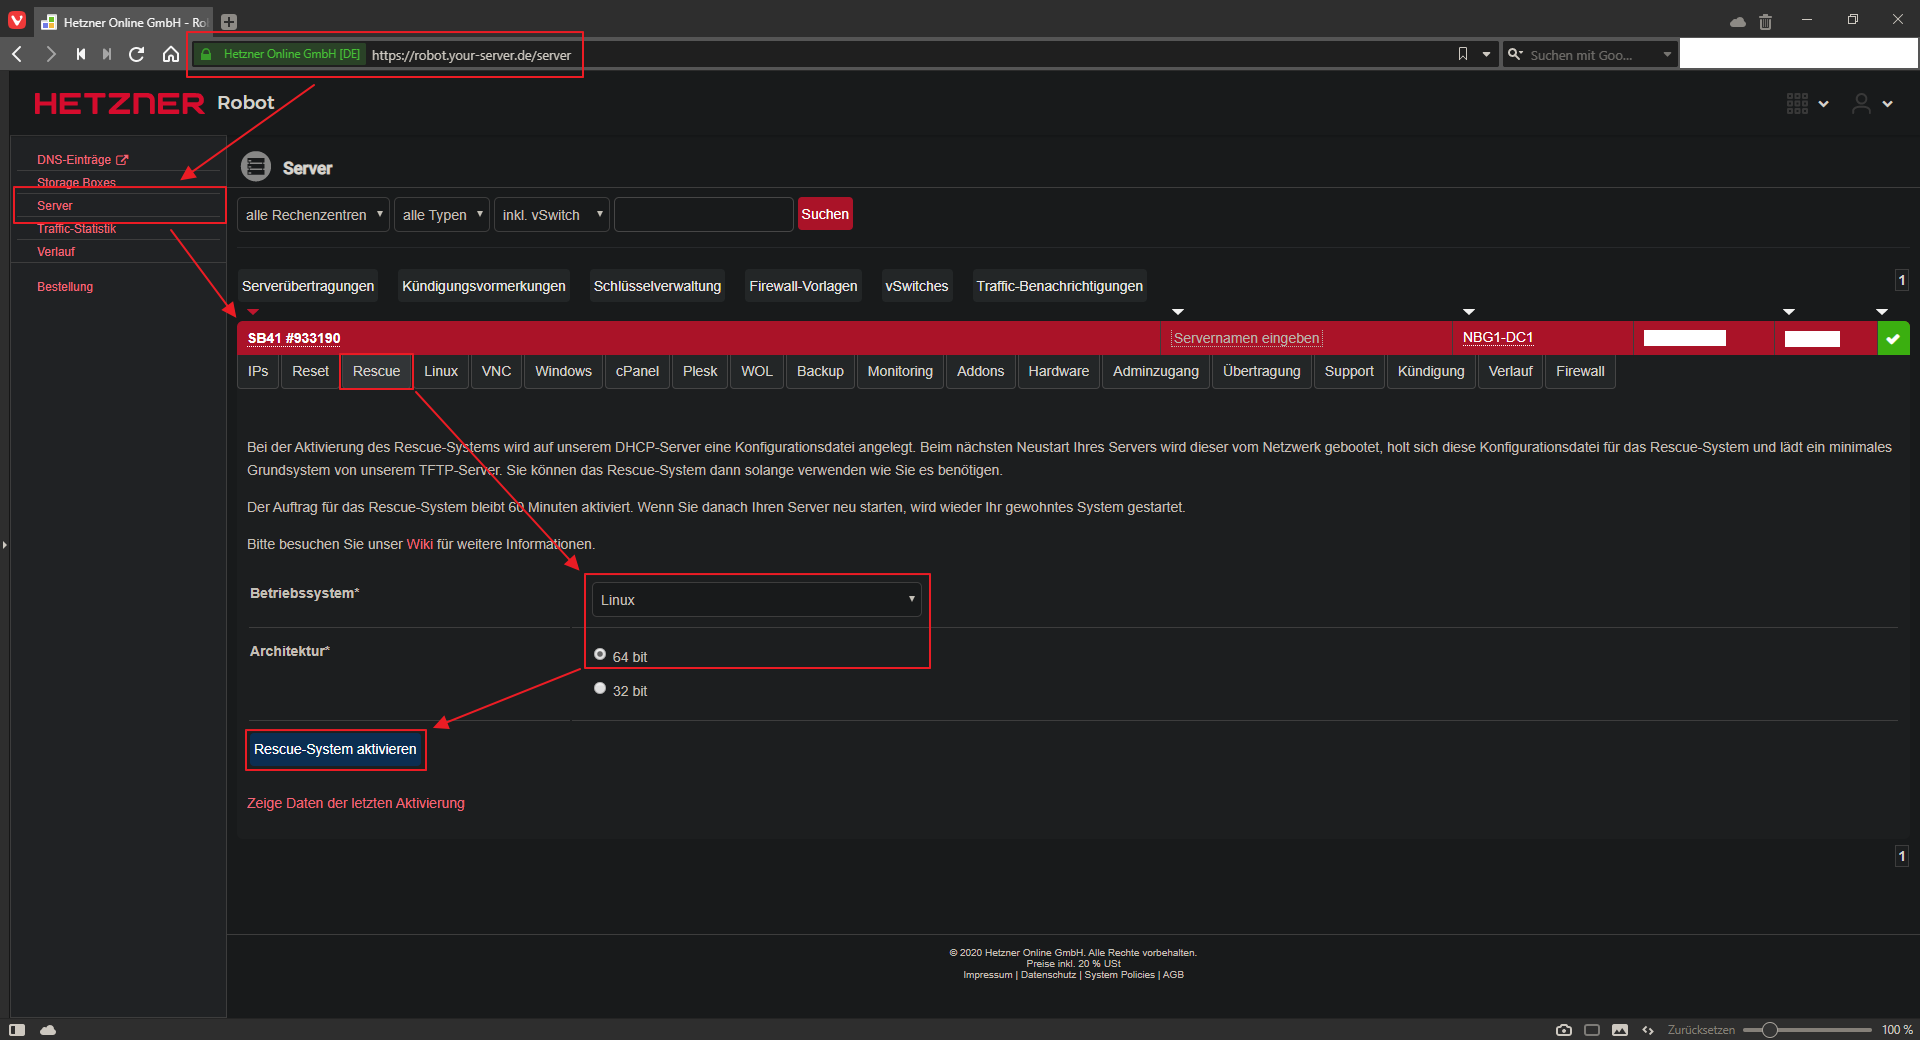 Hetzner Online GmbH - Ro
Hetzner Online GmbH [DE] https://robot.your-server.de/server
Suchen mit Goo...
HETZNER Robot
DNS-Einträge
Storage Boxes
Server
Traffic-Statistik
Verlauf
Bestellung
Server
alle Rechenzentren alle Typen inkl. vSwitch Suchen
Serverübertragungen Kündigungsvormerkungen Schlüsselverwaltung Firewall-Vorlagen vSwitches Traffic-Benachrichtigungen 1
SB41 #933190 Servernamen eingeben NBG1-DC1
IPs Reset Rescue Linux VNC Windows cPanel Plesk WOL Backup Monitoring Addons Hardware Adminzugang Übertragung Support Kündigung Verlauf Firewall
Bei der Aktivierung des Rescue-Systems wird auf unserem DHCP-Server eine Konfigurationsdatei angelegt. Beim nächsten Neustart Ihres Servers wird dieser vom Netzwerk gebootet, holt sich diese Konfigurationsdatei für das Rescue-System und lädt ein minimales
Grundsystem von unserem TFTP-Server. Sie können das Rescue-System dann solange verwenden wie Sie es benötigen.
Der Auftrag für das Rescue-System bleibt 60 Minuten aktiviert. Wenn Sie danach Ihren Server neu starten, wird wieder Ihr gewohntes System gestartet.
Bitte besuchen Sie unser Wiki für weitere Informationen.
Betriebssystem* Linux
Architektur* 64 bit
32 bit
Rescue-System aktivieren
Zeige Daten der letzten Aktivierung
1
© 2020 Hetzner Online GmbH. Alle Rechte vorbehalten.
Preise inkl. 20 % USt
Impressum | Datenschutz | System Policies | AGB
Zurücksetzen 100 %